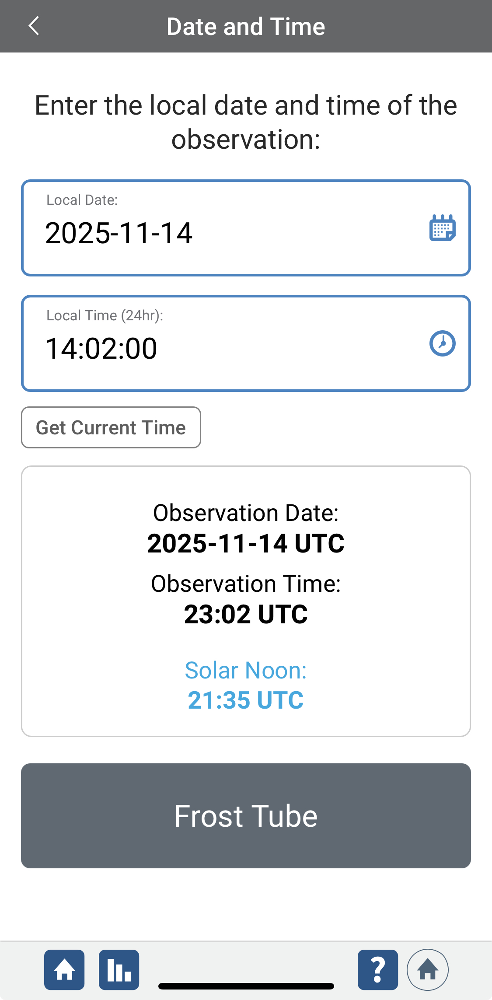 Date and Time
Enter the local date and time of the
observation:
Local Date:
2025-11-14
Local Time (24hr):
14:02:00
Get Current Time
Observation Date:
2025-11-14 UTC
Observation Time:
23:02 UTC
Solar Noon:
21:35 UTC
Frost Tube
?